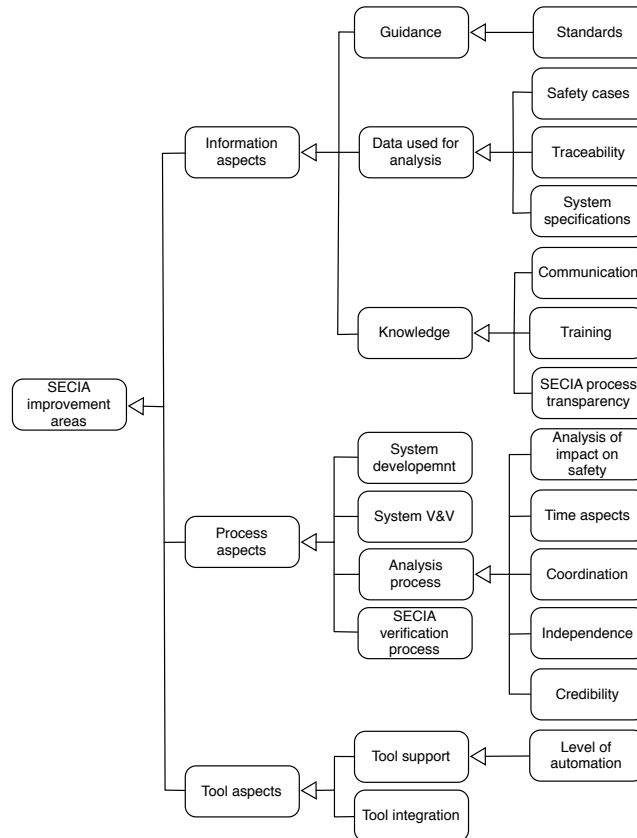 Guidance
Standards
Safety cases
Information
aspects
Data used for
analysis
Traceability
System
specifications
Communication
Knowledge
Training
SECIA process
transparency
SECIA
improvement
areas
System
developemnt
Analysis of
impact on
safety
System V&V
Time aspects
Process
aspects
Analysis
process
Coordination
SECIA
verification
process
Independence
Credibility
Tool support
Level of
automation
Tool aspects
Tool integration